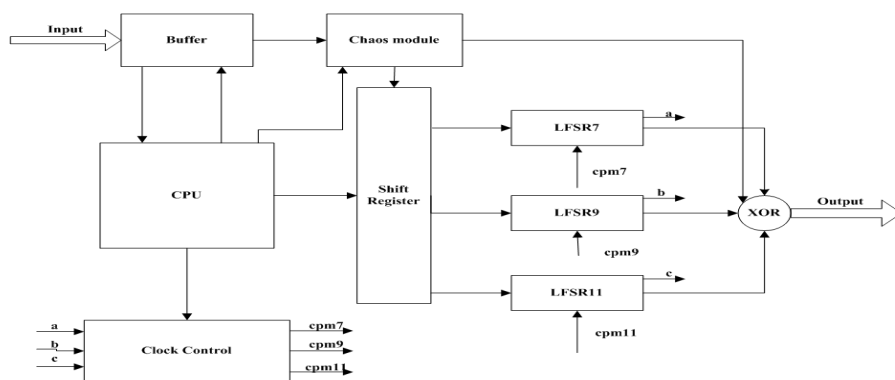 Input
Buffer
Chaos module
CPU
Shift
Register
LFSR7
a
cpm7
LFSR9
b
cpm9
LFSR11
c
cpm11
XOR
Output
a
b
c
Clock Control
cpm7
cpm9
cpm11